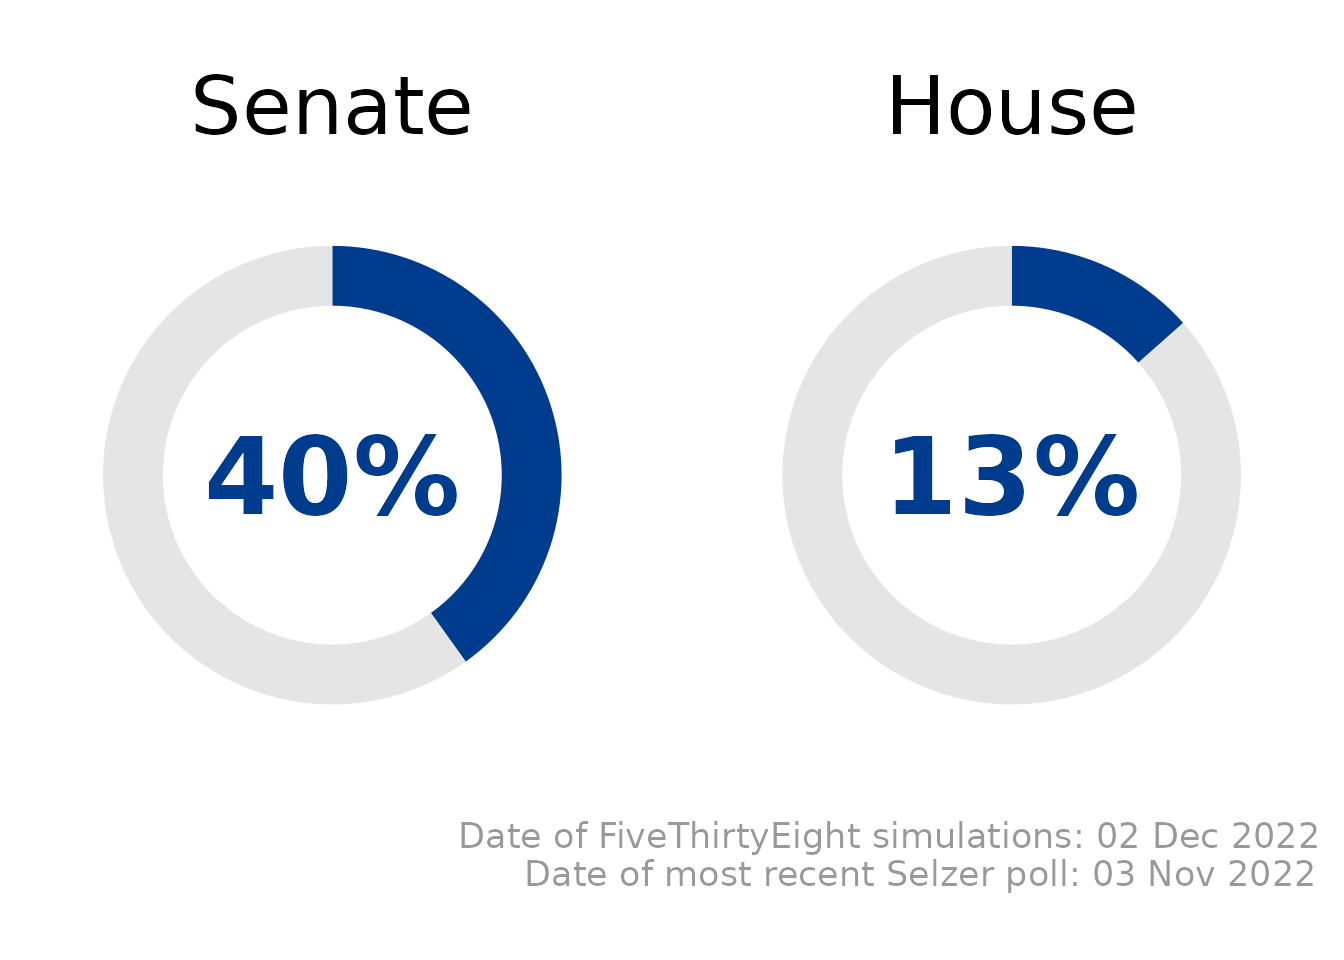 Senate
House
40%
13%
Date of FiveThirtyEight simulations: 02 Dec 2022
Date of most recent Selzer poll: 03 Nov 2022